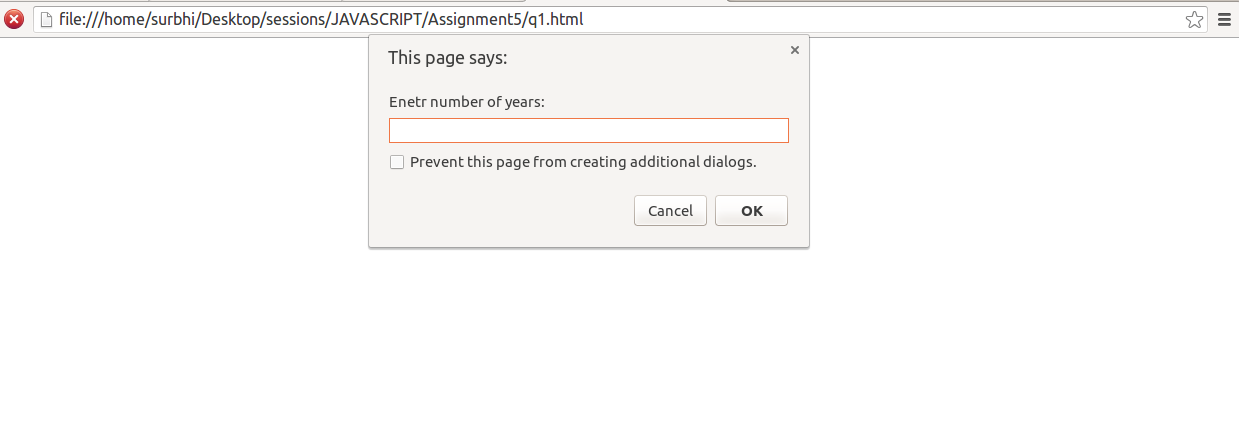 file:///home/surbhi/Desktop/sessions/JAVASCRIPT/Assignment5/q1.html
This page says:
Enetr number of years:
Prevent this page from creating additional dialogs.
Cancel OK